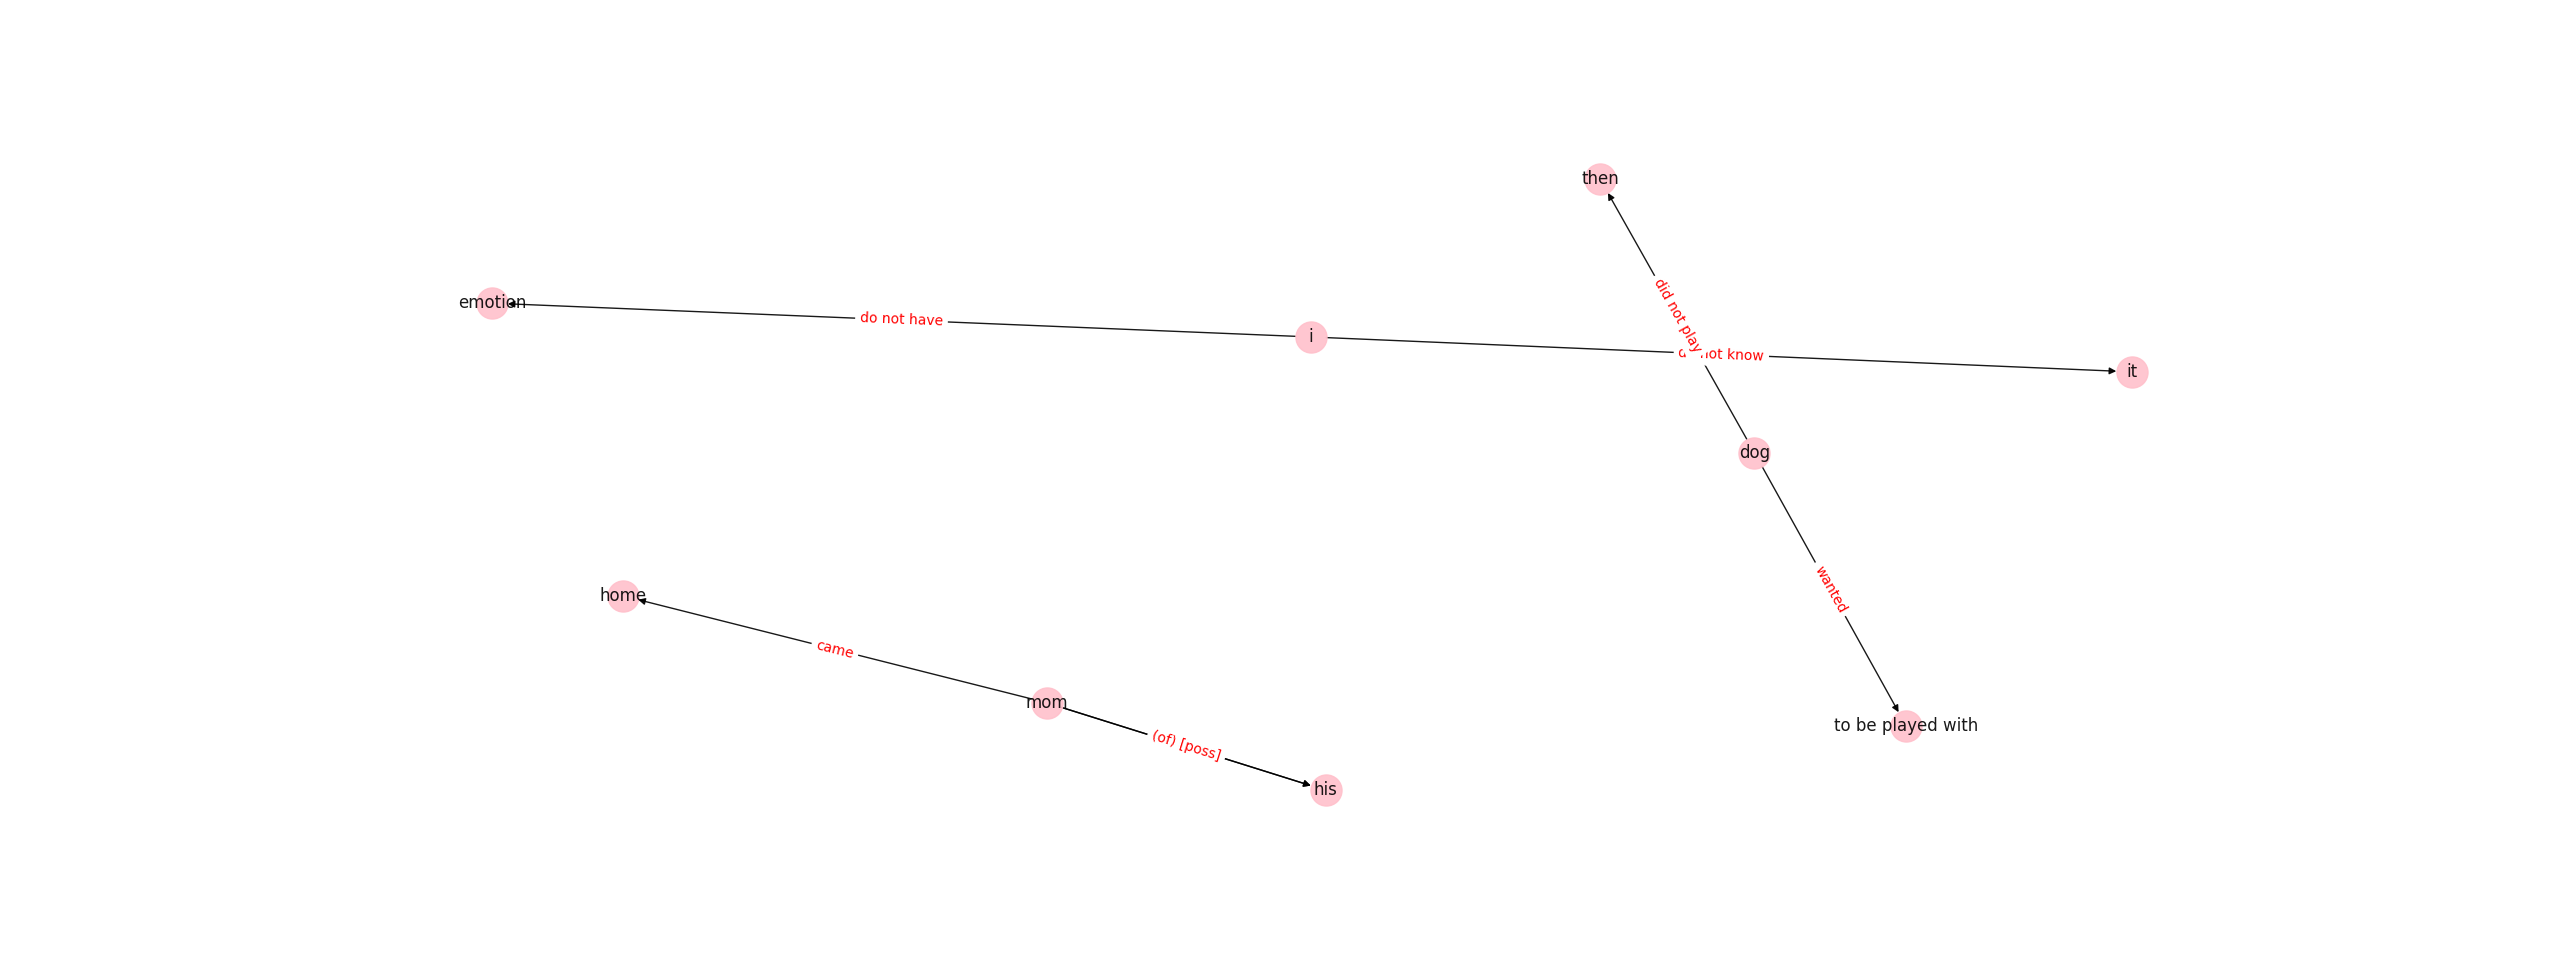 then
did not play
emotion
do not have
i
not know
it
dog
wanted
home
came
mom
(of) [poss]
his
to be played with